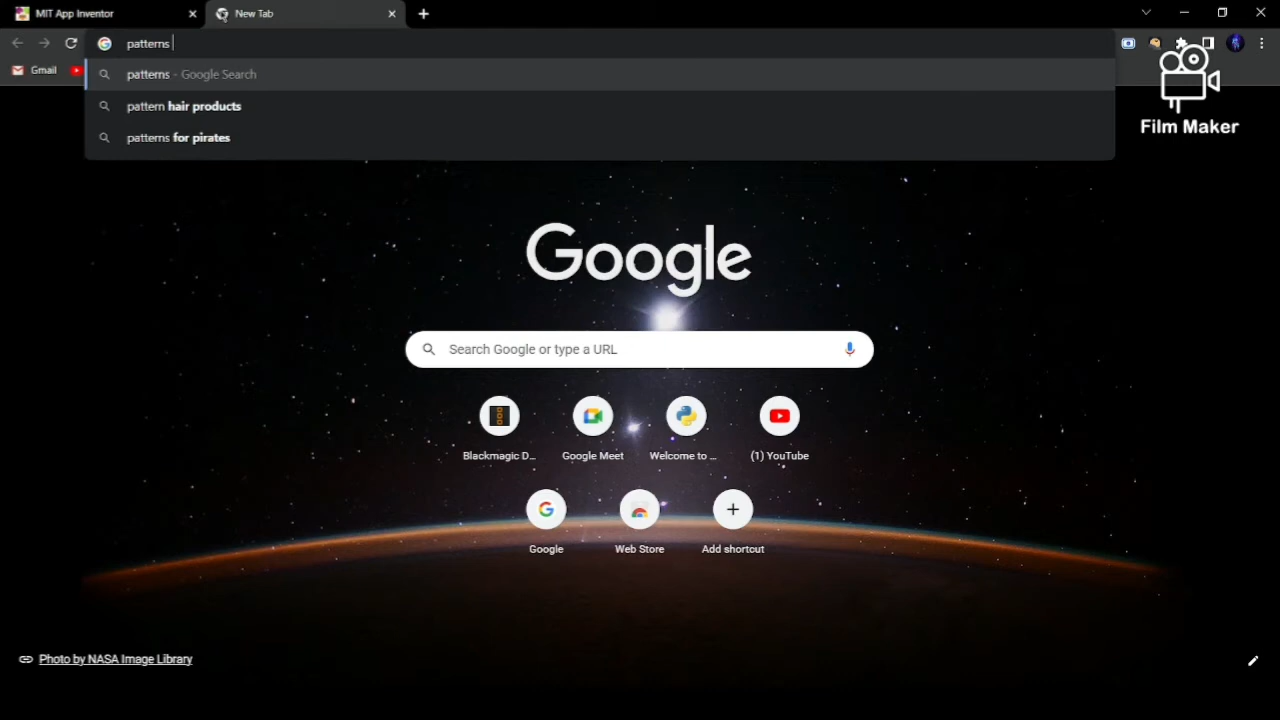 MIT App Inventor
New Tab
patterns
Gmail
patterns - Google Search
pattern hair products
patterns for pirates
Film Maker
Google
Search Google or type a URL
Blackmagic D...
Google Meet
Welcome to ...
(1) YouTube
Google
Web Store
Add shortcut
Photo by NASA Image Library